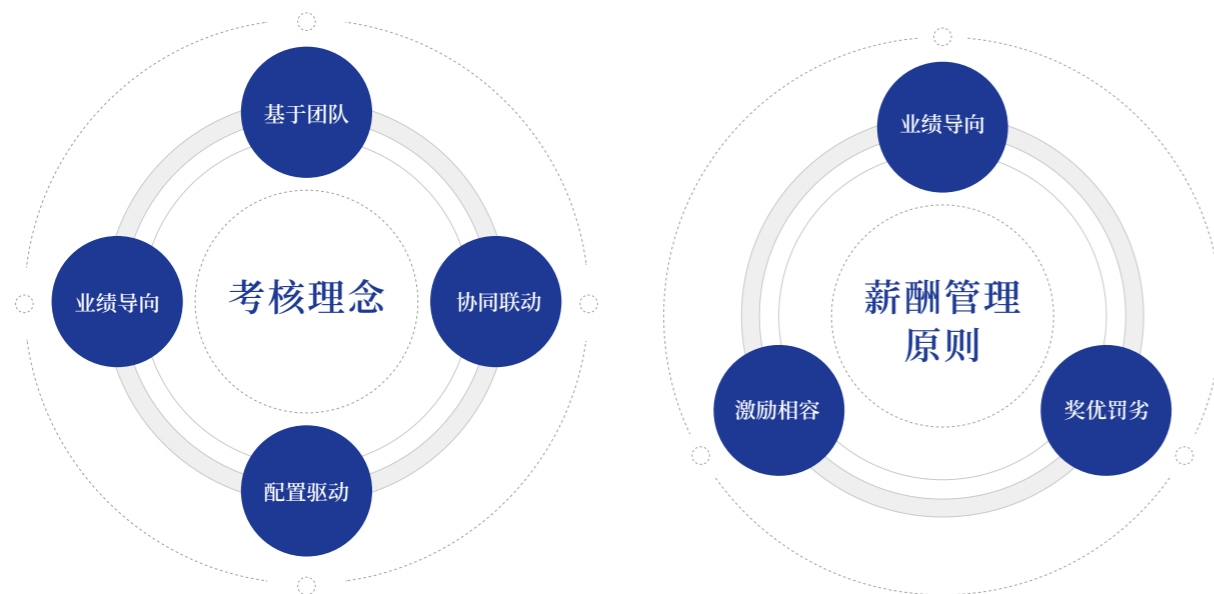 基于团队
业绩导向
考核理念
协同联动
配置驱动
业绩导向
薪酬管理
原则
激励相容
奖优罚劣